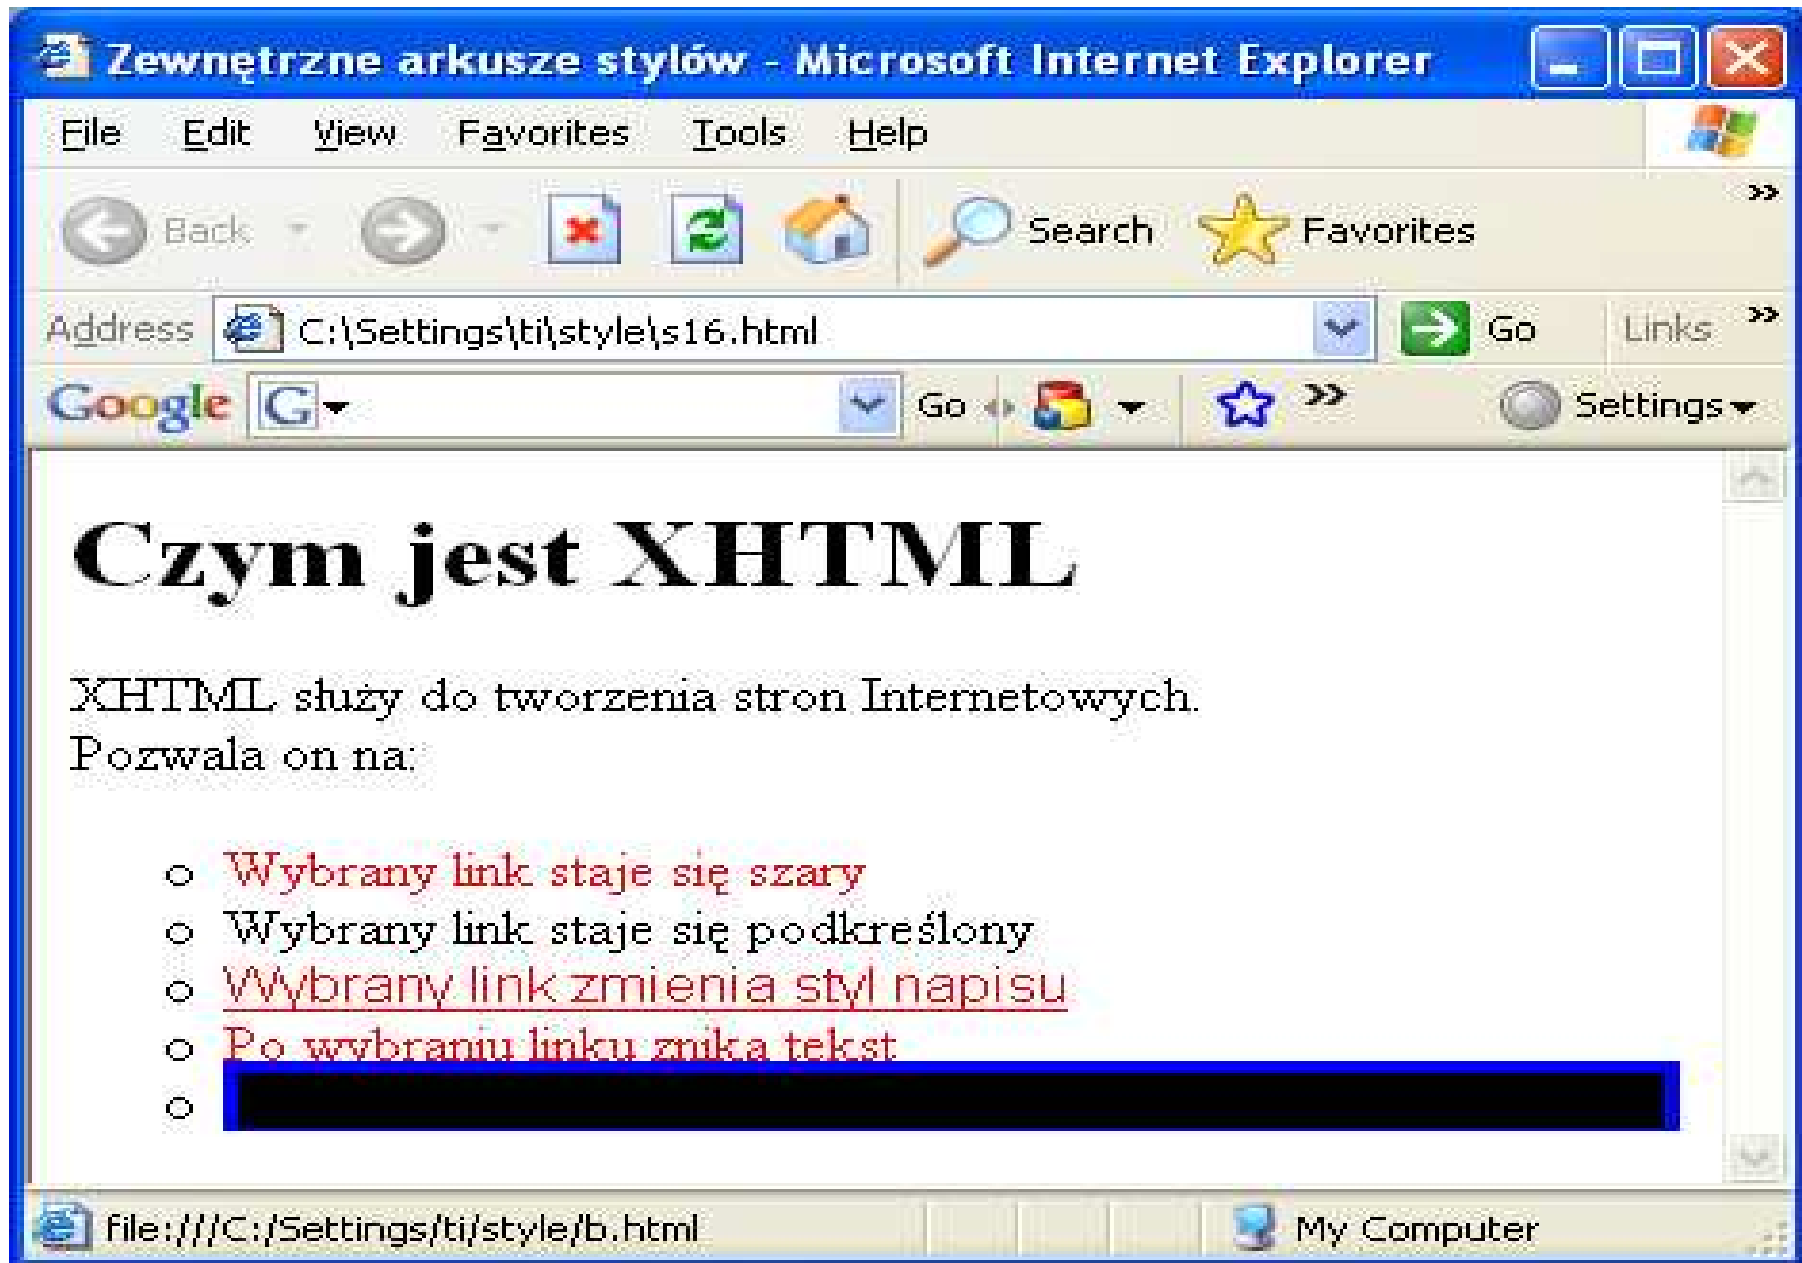 Zewnętrzne arkusze stylów - Microsoft Internet Explorer
File Edit View Favorites Tools Help
Back Search Favorites »
Address C:\Settings\ti\style\s16.html Go Links »
Google G Go » Settings
Czym jest XHTML
XHTML służy do tworzenia stron Internetowych.
Pozwala on na:
Wybrany link staje się szary
Wybrany link staje się podkreślony
Wybrany link zmienia styl napisu
Po wybraniu linku znika tekst
file:///C:/Settings/ti/style/b.html My Computer